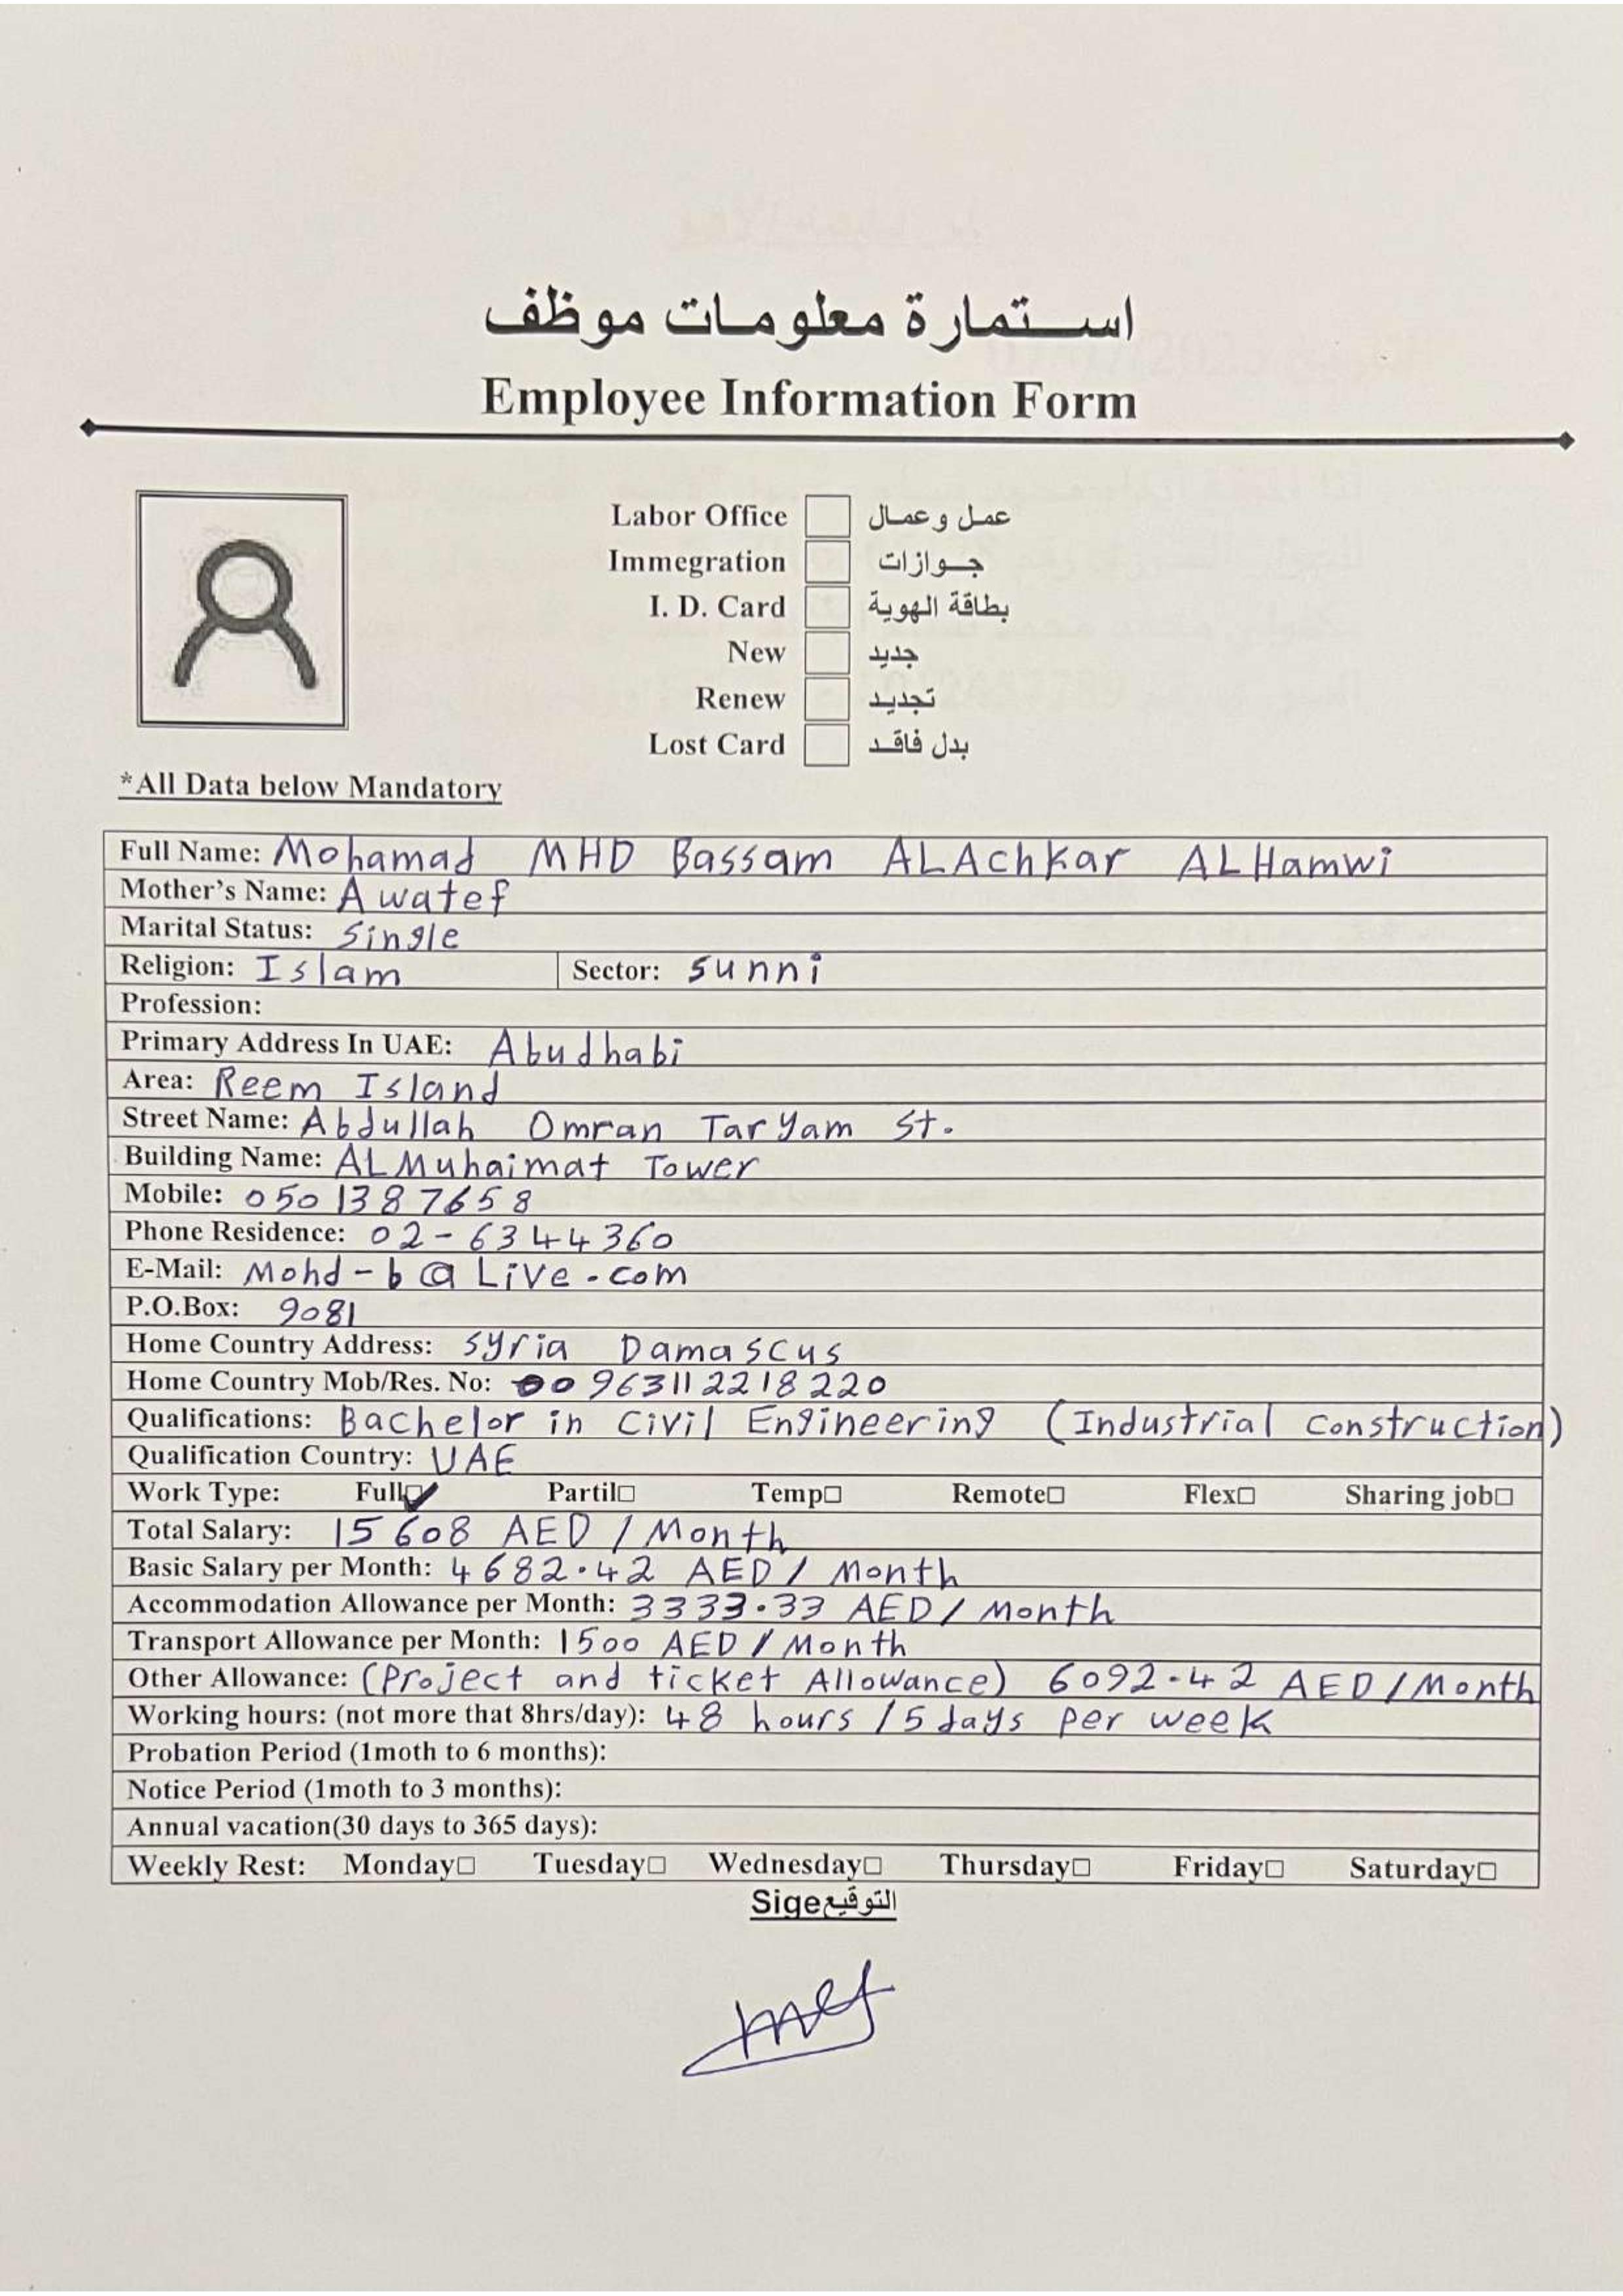 استمارة معلومات موظف
Employee Information Form
Labor Office عمل وعمال
Immegration جوازات
I. D. Card بطاقة الهوية
New جديد
Renew تجديد
Lost Card بدل فاقد
*All Data below Mandatory
Full Name: Mohamad MHD Bassam ALAchkar ALHamwi
Mother's Name: Awatef
Marital Status: Single
Religion: Islam Sector: Sunni
Profession:
Primary Address In UAE: Abudhabi
Area: Reem Island
Street Name: Abdullah Omran Taryam St.
Building Name: AL Muhaimat Tower
Mobile: 0501387658
Phone Residence: 02-6344360
E-Mail: Mohd-b@Live.com
P.O.Box: 9081
Home Country Address: Syria Damascus
Home Country Mob/Res. No: 00963112218220
Qualifications: Bachelor in Civil Engineering (Industrial construction)
Qualification Country: UAE
Work Type: Full☑ Partil□ Temp□ Remote□ Flex□ Sharing job□
Total Salary: 15608 AED / Month
Basic Salary per Month: 4682.42 AED / Month
Accommodation Allowance per Month: 3333.33 AED / Month
Transport Allowance per Month: 1500 AED / Month
Other Allowance: (Project and ticket Allowance) 6092.42 AED / Month
Working hours: (not more that 8hrs/day): 48 hours / 5 days per week
Probation Period (1moth to 6 months):
Notice Period (1moth to 3 months):
Annual vacation(30 days to 365 days):
Weekly Rest: Monday□ Tuesday□ Wednesday□ Thursday□ Friday□ Saturday□
Sigeالتوقيع